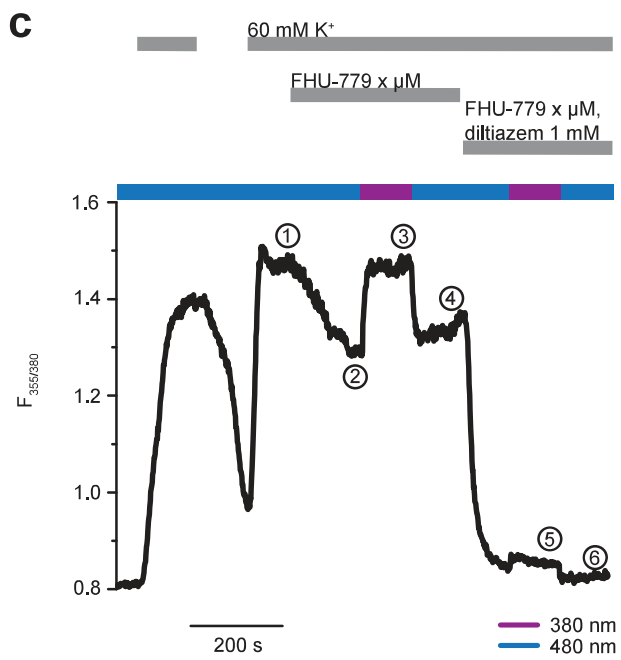 c
60 mM K⁺
FHU-779 x µM
FHU-779 x µM,
diltiazem 1 mM
1.6
1.4
1.2
1.0
0.8
F355/380
1
2
3
4
5
6
200 s
380 nm
480 nm